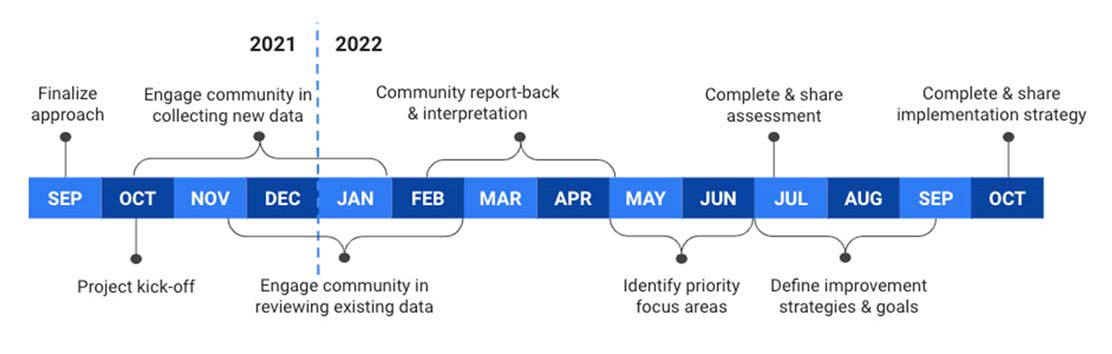 2021 2022
Finalize
approach
Engage community in
collecting new data
Community report-back
& interpretation
Complete & share
assessment
Complete & share
implementation strategy
SEP OCT NOV DEC JAN FEB MAR APR MAY JUN JUL AUG SEP OCT
Project kick-off
Engage community in
reviewing existing data
Identify priority
focus areas
Define improvement
strategies & goals